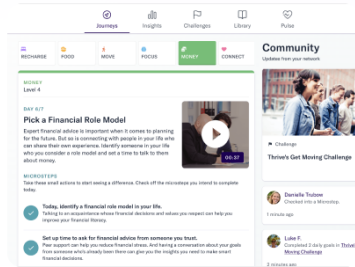 Journeys
Insights
Challenges
Library
Pulse
RECHARGE
FOOD
MOVE
FOCUS
MONEY
CONNECT
MONEY
Level 4
DAY 5/7
Pick a Financial Role Model
Expert financial advice is important when it comes to planning
for the future. But so is connecting with people in your life who
can share their own experience. Identify someone in your life
who you consider a role model and set a time to talk to them
about money.
00:37
MICROSTEPS
Take these small actions to start seeing a difference. Check off the microsteps you intend to complete
today.
Today, identify a financial role model in your life.
Talking to an acquaintance whose financial decisions and values you respect can help you
improve your financial literacy.
Set up time to ask for financial advice from someone you trust.
Peer support can help you reduce financial stress. And having a conversation about your goals
from someone who's already been there can give you the insights you need to make smart
financial decisions.
Community
Updates from your network
Challenge
Thrive's Get Moving Challenge
Danielle Trubow
Checked into a Microstep.
1 minute ago
Luke F.
Completed 2 daily goals in Thrive
Moving Challenge
3 minutes ago